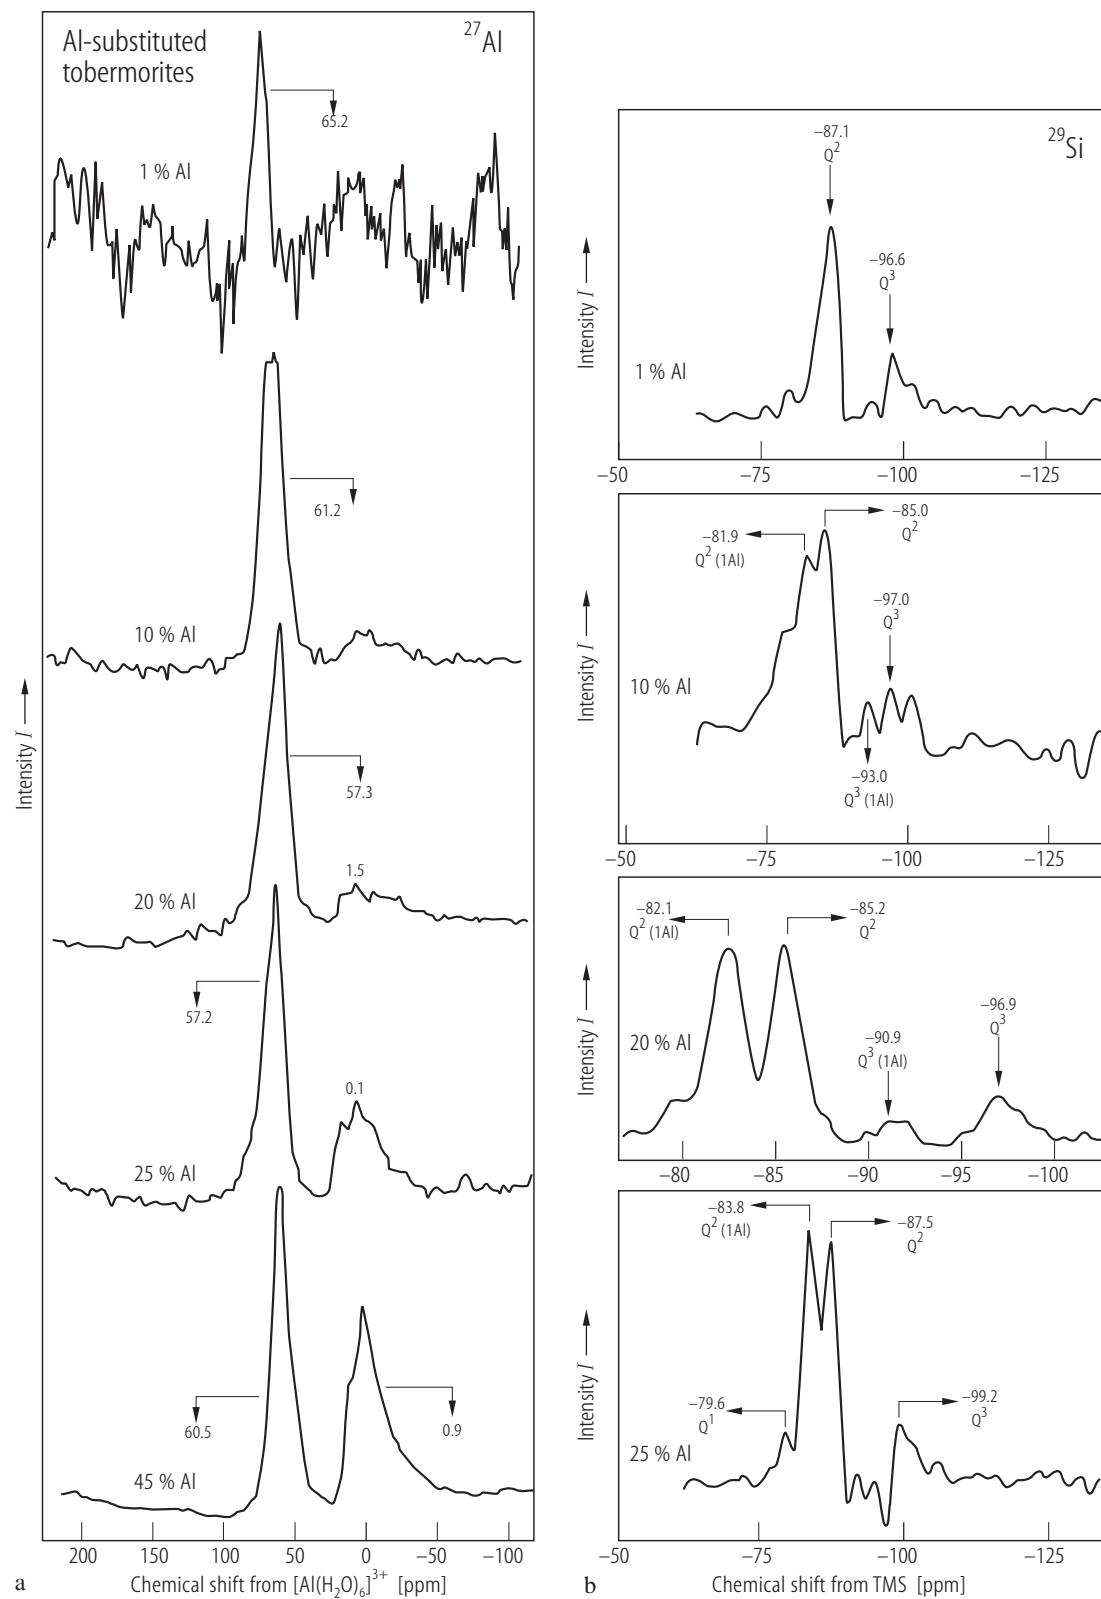 Al-substituted
tobermorites
²⁷Al
65.2
1 % Al
61.2
10 % Al
57.3
1.5
20 % Al
57.2
0.1
25 % Al
60.5
0.9
45 % Al
Intensity I
200 150 100 50 0 −50 −100
a Chemical shift from [Al(H₂O)₆]³⁺ [ppm]
²⁹Si
−87.1
Q²
−96.6
Q³
1 % Al
Intensity I
−50 −75 −100 −125
−81.9
Q² (1Al)
−85.0
Q²
−97.0
Q³
10 % Al
−93.0
Q³ (1Al)
Intensity I
−50 −75 −100 −125
−82.1
Q² (1Al)
−85.2
Q²
−90.9
Q³ (1Al)
−96.9
Q³
20 % Al
Intensity I
−80 −85 −90 −95 −100
−83.8
Q² (1Al)
−87.5
Q²
−79.6
Q¹
−99.2
Q³
25 % Al
Intensity I
−50 −75 −100 −125
b Chemical shift from TMS [ppm]